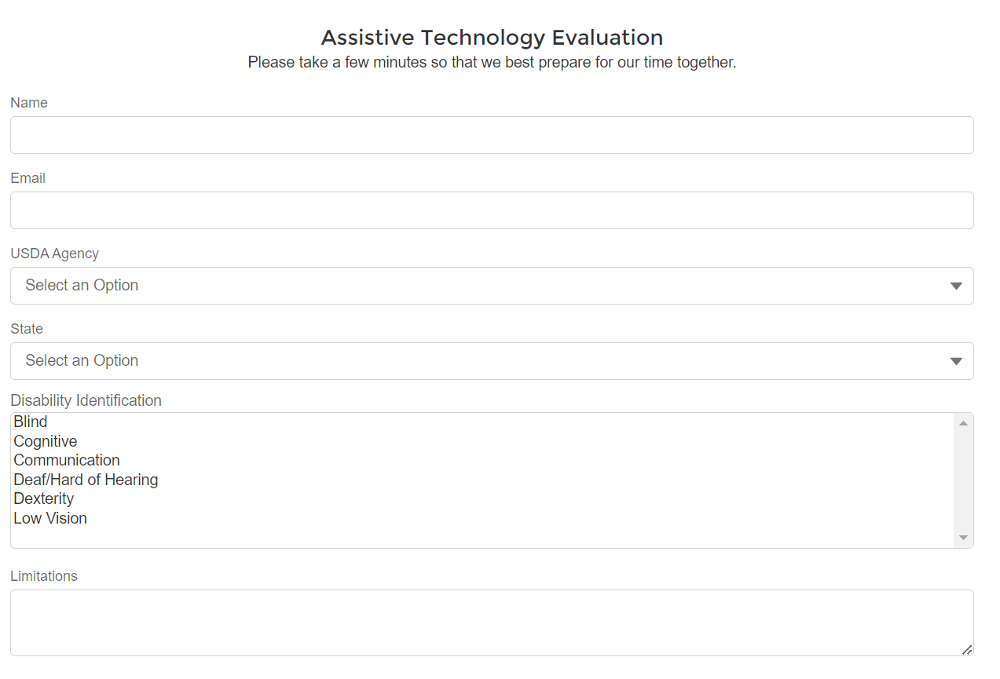 Assistive Technology Evaluation
Please take a few minutes so that we best prepare for our time together.
Name
Email
USDA Agency
Select an Option
State
Select an Option
Disability Identification
Blind
Cognitive
Communication
Deaf/Hard of Hearing
Dexterity
Low Vision
Limitations